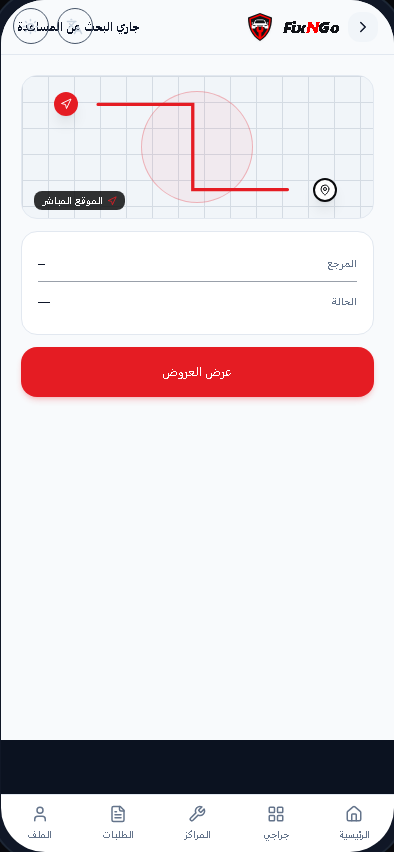 FixNGo
جاري البحث عن المساعدة
الموقع المباشر
المرجع –
الحالة —
عرض العروض
الرئيسية
جراجي
المراكز
الطلبات
الملف